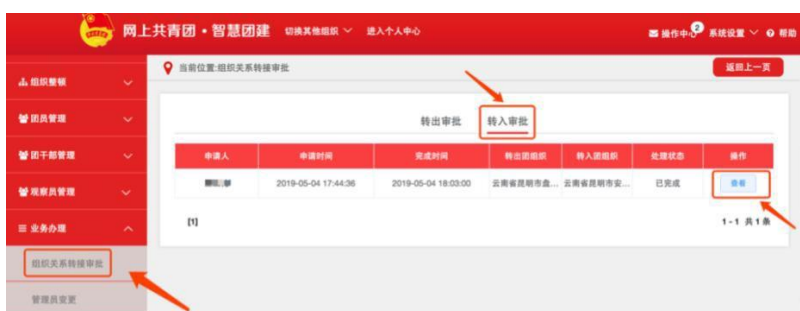 网上共青团·智慧团建 切换其他组织 进入个人中心 操作中心 2 系统设置 帮助
当前位置:组织关系转接审批 返回上一页
组织整顿
团员管理
团干部管理
观察员管理
业务办理
组织关系转接审批
管理员变更
转出审批 转入审批
申请人 申请时间 完成时间 转出团组织 转入团组织 处理状态 操作
2019-05-04 17:44:36 2019-05-04 18:03:00 云南省昆明市盘... 云南省昆明市安... 已完成 查看
[1] 1-1 共1条